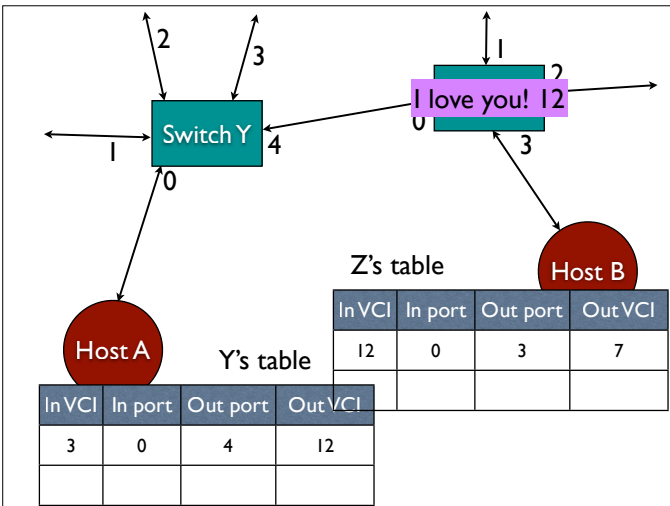 2
3
1
2
I love you! 12
Switch Y
4
0
1
3
0
Z's table
Host B
In VCI In port Out port Out VCI
12 0 3 7
Host A
Y's table
In VCI In port Out port Out VCI
3 0 4 12